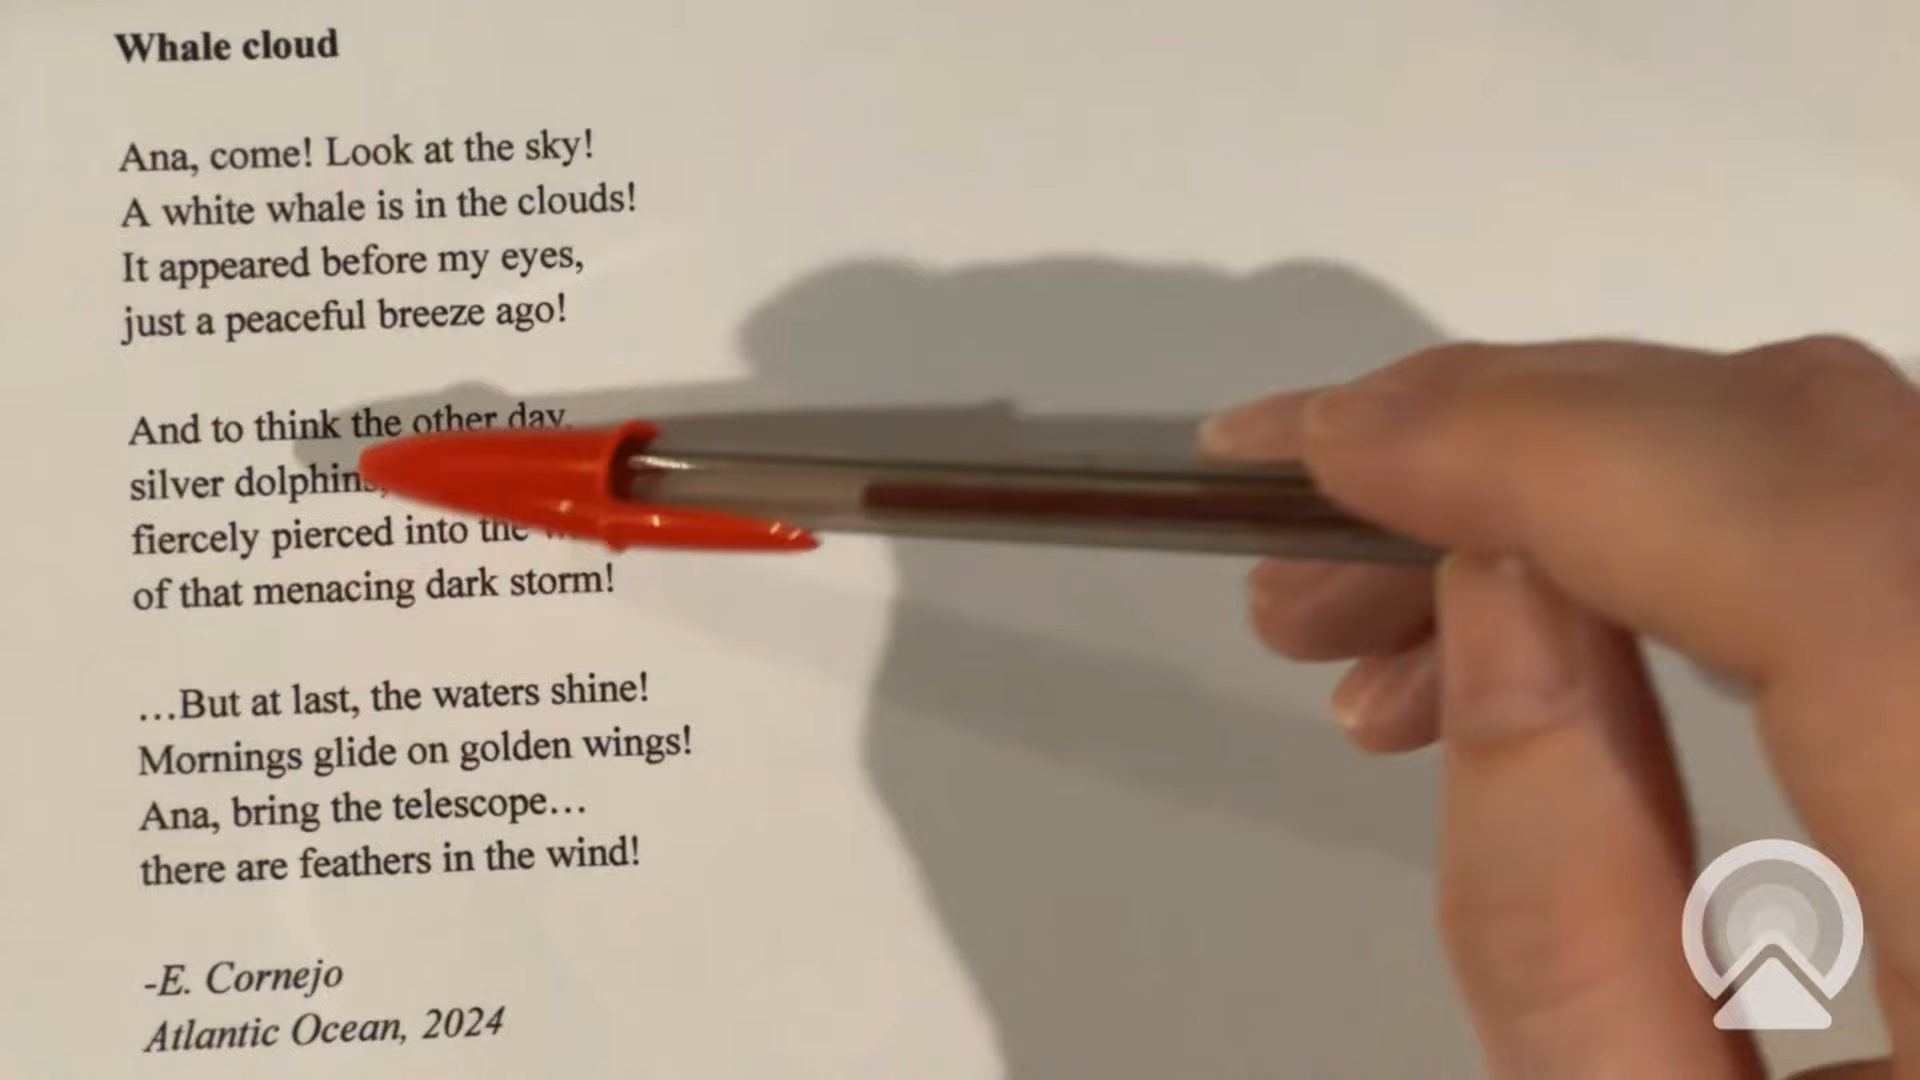 Whale cloud
Ana, come! Look at the sky!
A white whale is in the clouds!
It appeared before my eyes,
just a peaceful breeze ago!
And to think the other day,
silver dolphins,
fiercely pierced into the
of that menacing dark storm!
…But at last, the waters shine!
Mornings glide on golden wings!
Ana, bring the telescope…
there are feathers in the wind!
-E. Cornejo
Atlantic Ocean, 2024